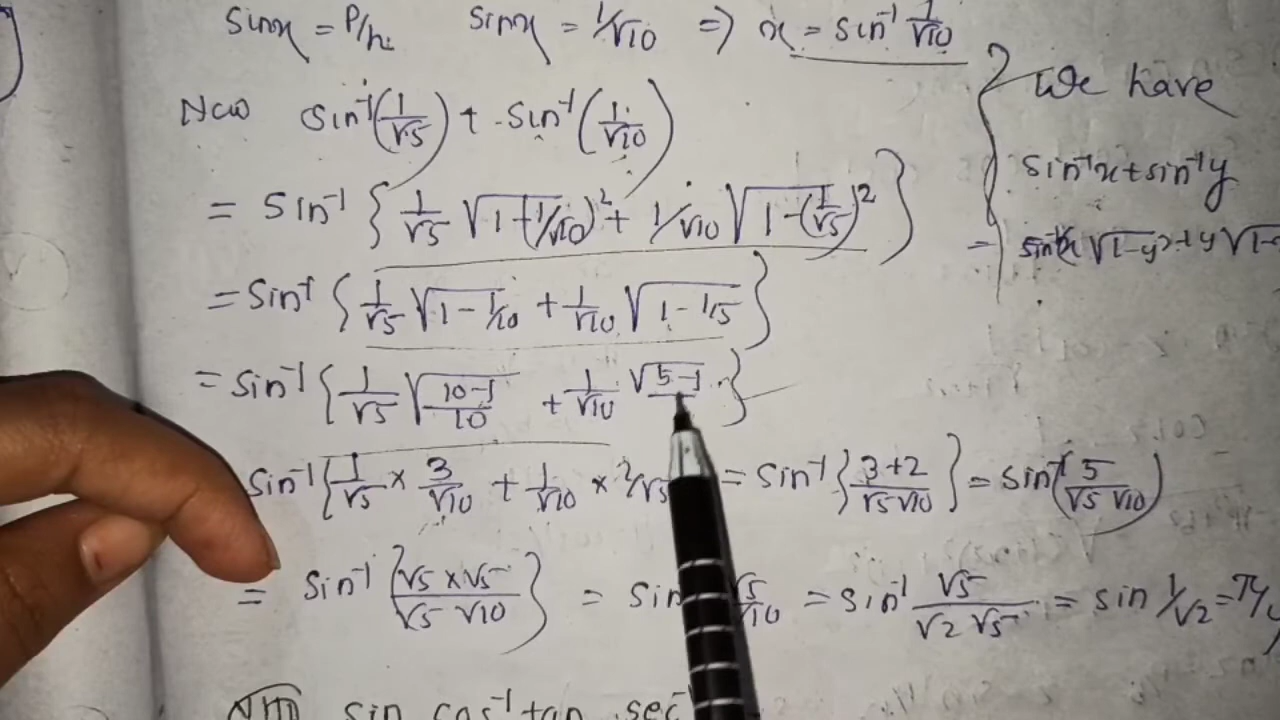 sinx = P/h. sinx = 1/√10 ⇒ x = sin⁻¹ 1/√10
Now sin⁻¹(1/√5) + sin⁻¹(1/√10)
= sin⁻¹ { 1/√5 √1-(1/√10)² + 1/√10 √1-(1/√5)² }
= sin⁻¹ { 1/√5 √1-1/10 + 1/√10 √1-1/5 }
= sin⁻¹ { 1/√5 √10-1/10 + 1/√10 √5-1 }
sin⁻¹ { 1/√5 × 3/√10 + 1/√10 × 2/√5 = sin⁻¹ { 3+2/√5 √10 } = sin⁻¹ ( 5/√5 √10 )
= sin⁻¹ { √5 × √5/√5 √10 } = sin √5/√10 = sin⁻¹ √5/√2 √5 = sin 1/√2 = π/
sin cos⁻¹ tan sec⁻
We have
sin⁻¹x + sin⁻¹y
= sin⁻¹(x √1-y² + y √1-